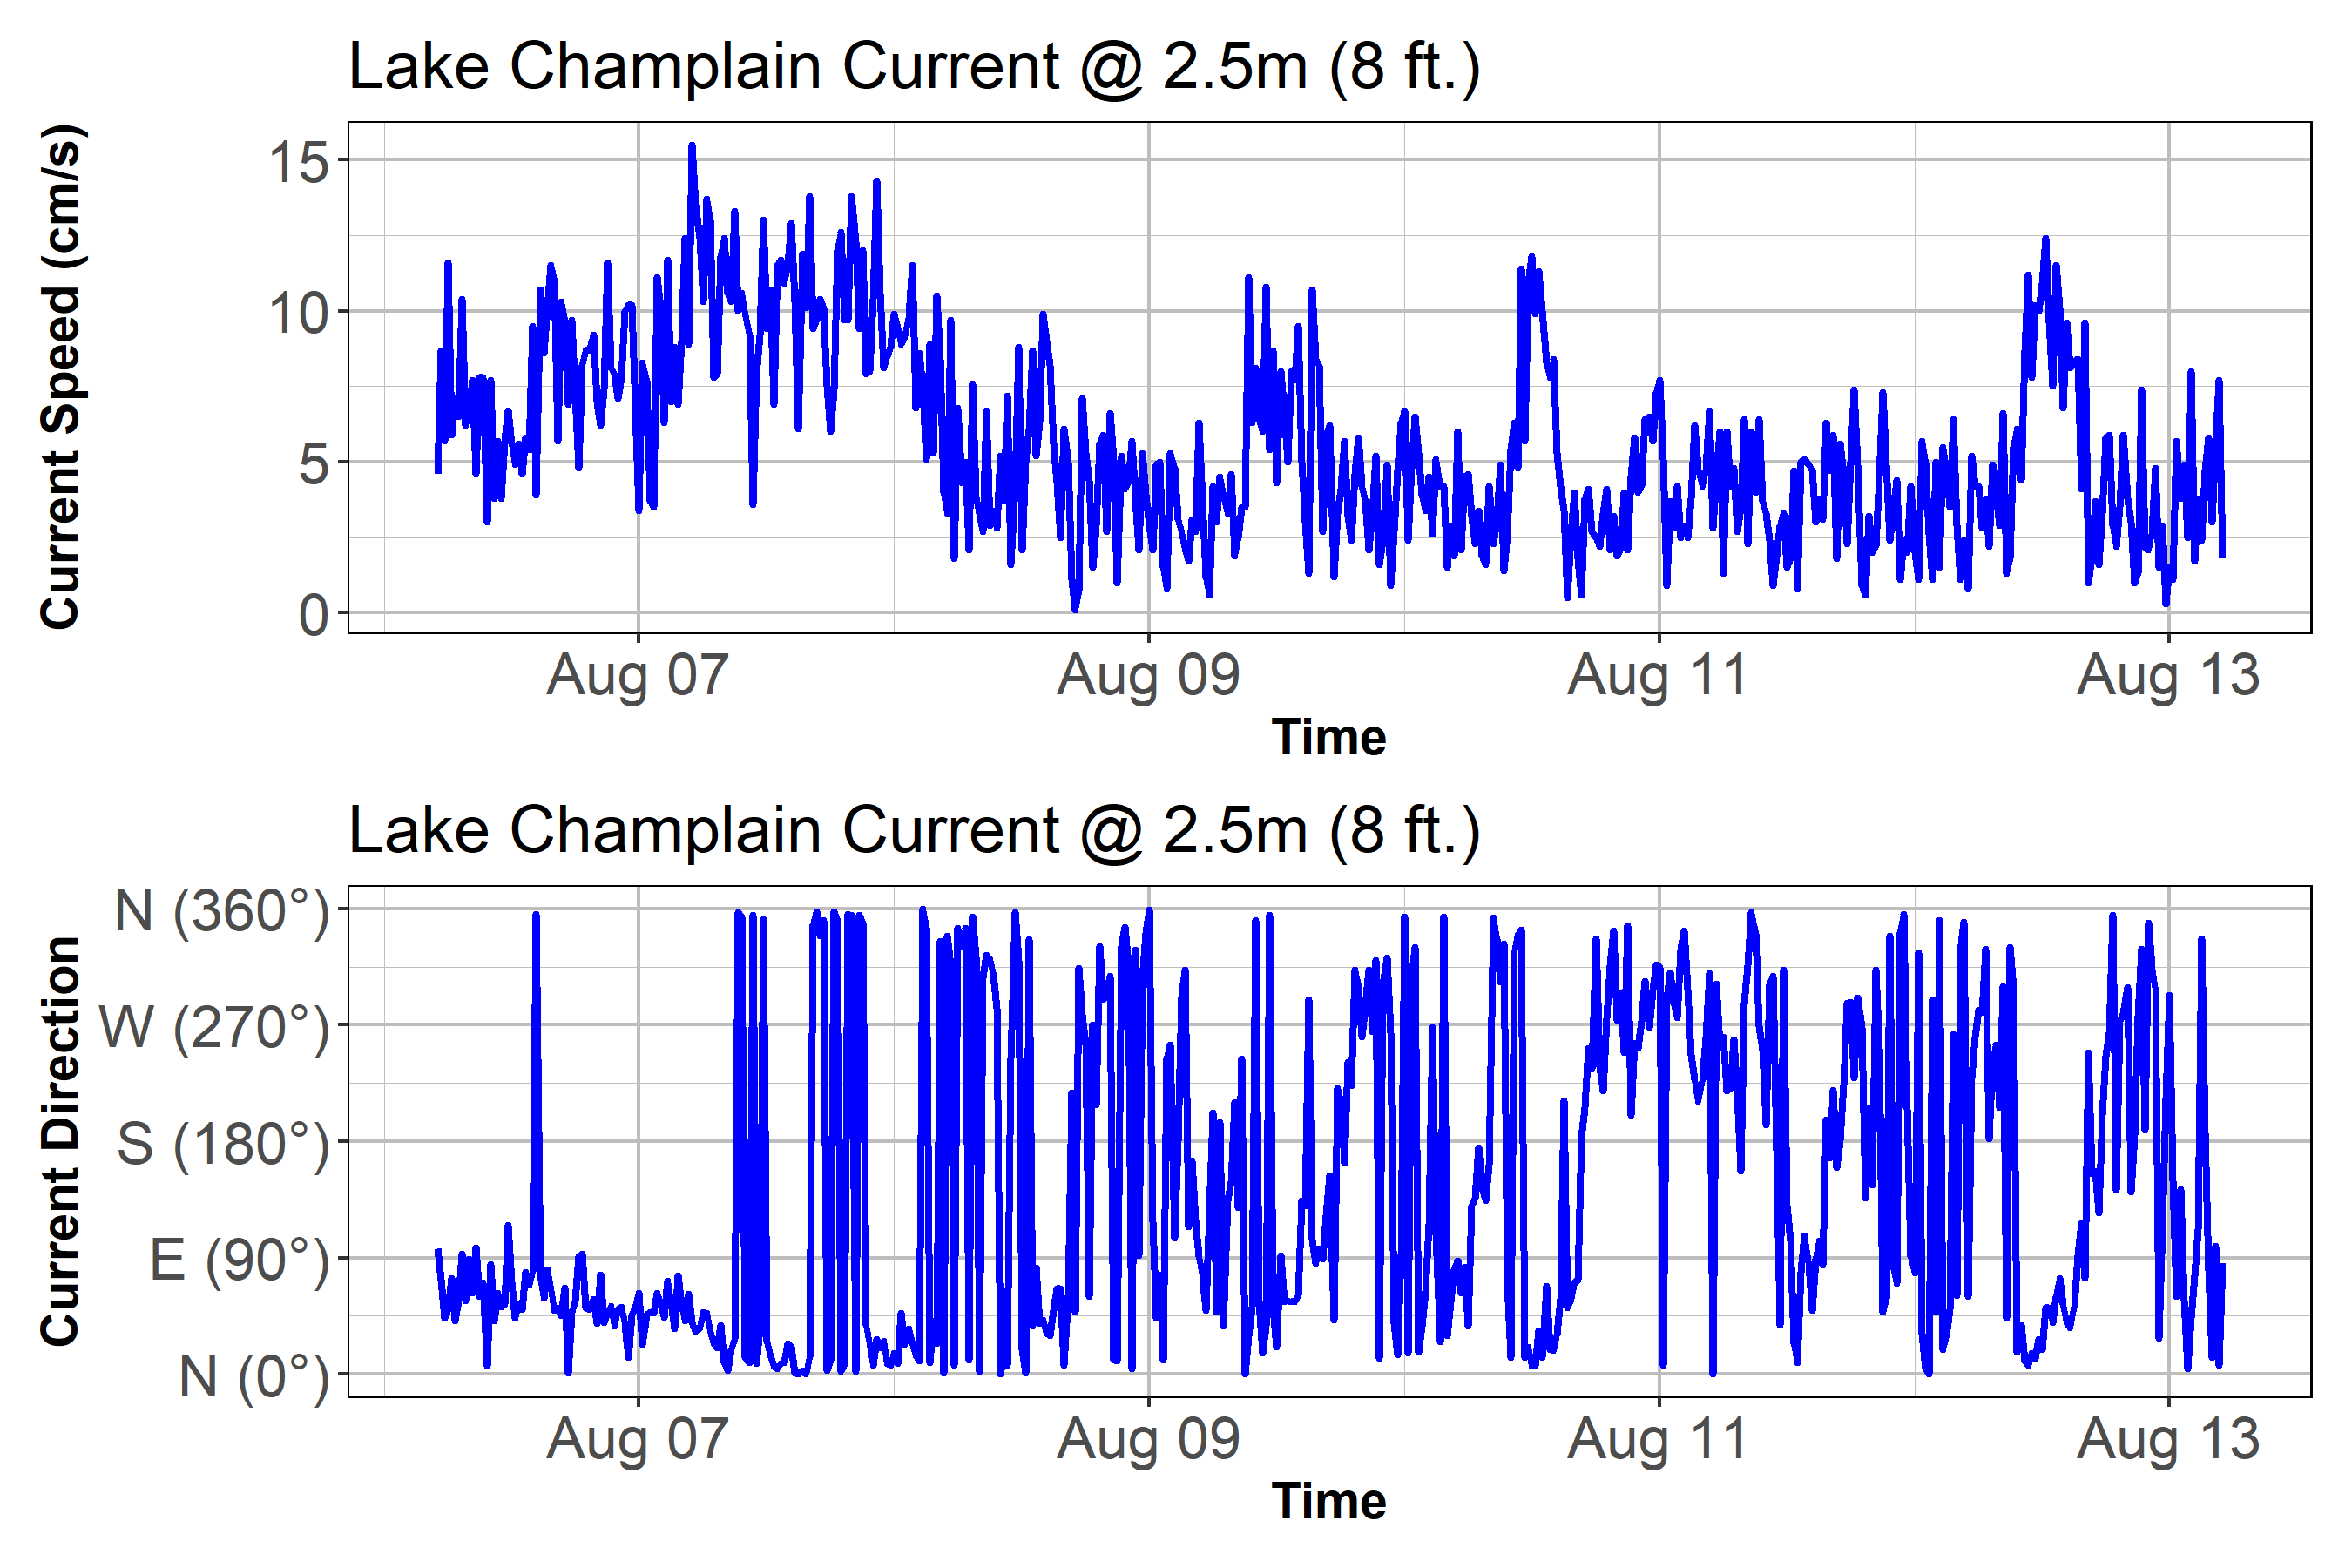 Lake Champlain Current @ 2.5m (8 ft.)
Current Speed (cm/s)
15
10
5
0
Aug 07 Aug 09 Aug 11 Aug 13
Time
Lake Champlain Current @ 2.5m (8 ft.)
Current Direction
N (360°)
W (270°)
S (180°)
E (90°)
N (0°)
Aug 07 Aug 09 Aug 11 Aug 13
Time